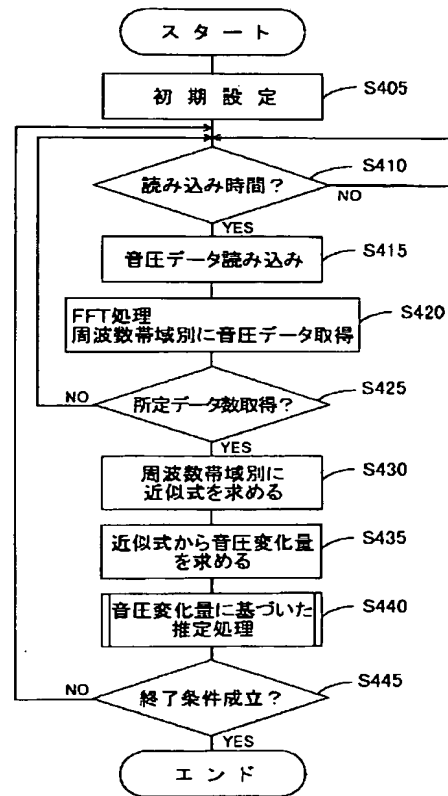 スタート
初期設定
S405
読み込み時間?
S410
NO
YES
音圧データ読み込み
S415
FFT処理
周波数帯域別に音圧データ取得
S420
所定データ数取得?
S425
NO
YES
周波数帯域別に
近似式を求める
S430
近似式から音圧変化量
を求める
S435
音圧変化量に基づいた
推定処理
S440
終了条件成立?
S445
NO
YES
エンド